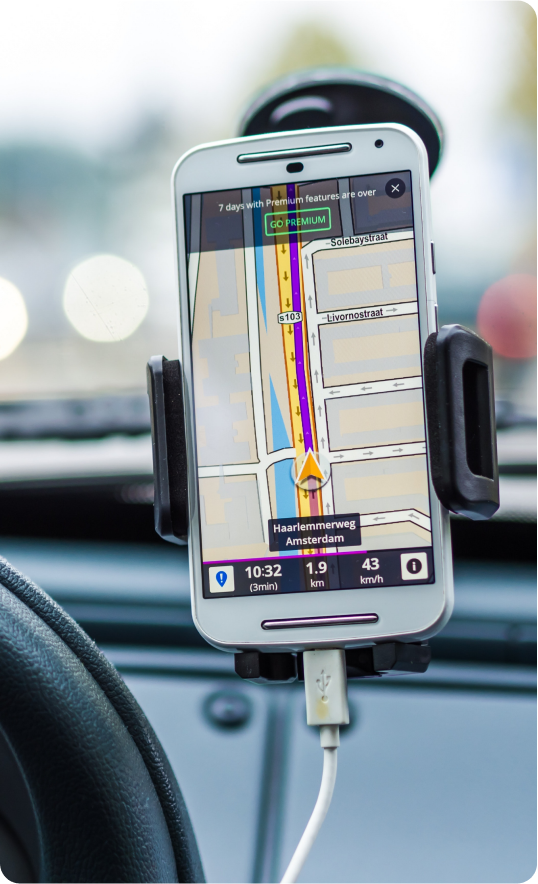 7 days with Premium features are over
GO PREMIUM
Solebaystraat
s103
Livornostraat
Haarlemmerweg
Amsterdam
10:32
(3min)
1.9
km
43
km/h